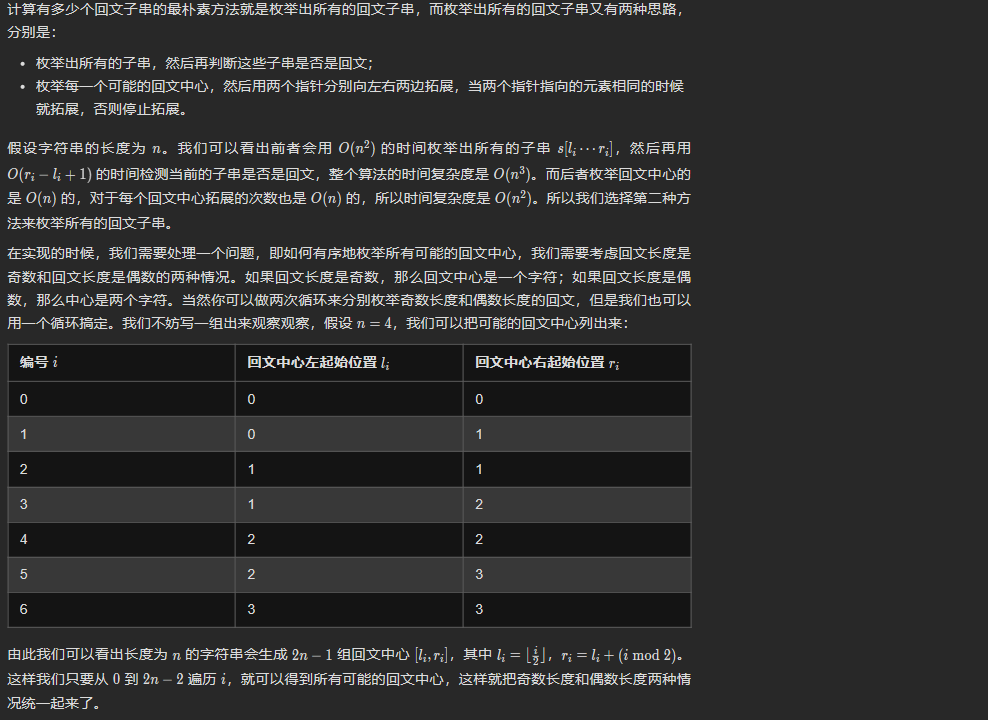 计算有多少个回文子串的最朴素方法就是枚举出所有的回文子串，而枚举出所有的回文子串又有两种思路，
分别是：
• 枚举出所有的子串，然后再判断这些子串是否是回文；
• 枚举每一个可能的回文中心，然后用两个指针分别向左右两边拓展，当两个指针指向的元素相同的时候
就拓展，否则停止拓展。
假设字符串的长度为 n。我们可以看出前者会用 O(n²) 的时间枚举出所有的子串 s[lᵢ⋯rᵢ]，然后再用
O(rᵢ − lᵢ + 1) 的时间检测当前的子串是否是回文，整个算法的时间复杂度是 O(n³)。而后者枚举回文中心的
是 O(n) 的，对于每个回文中心拓展的次数也是 O(n) 的，所以时间复杂度是 O(n²)。所以我们选择第二种方
法来枚举所有的回文子串。
在实现的时候，我们需要处理一个问题，即如何有序地枚举所有可能的回文中心，我们需要考虑回文长度是
奇数和回文长度是偶数的两种情况。如果回文长度是奇数，那么回文中心是一个字符；如果回文长度是偶
数，那么中心是两个字符。当然你可以做两次循环来分别枚举奇数长度和偶数长度的回文，但是我们也可以
用一个循环搞定。我们不妨写一组出来观察观察，假设 n = 4，我们可以把可能的回文中心列出来：
编号 i 回文中心左起始位置 lᵢ 回文中心右起始位置 rᵢ
0 0 0
1 0 1
2 1 1
3 1 2
4 2 2
5 2 3
6 3 3
由此我们可以看出长度为 n 的字符串会生成 2n − 1 组回文中心 [lᵢ, rᵢ]，其中 lᵢ = ⌊i/2⌋，rᵢ = lᵢ + (i mod 2)。
这样我们只要从 0 到 2n − 2 遍历 i，就可以得到所有可能的回文中心，这样就把奇数长度和偶数长度两种情
况统一起来了。